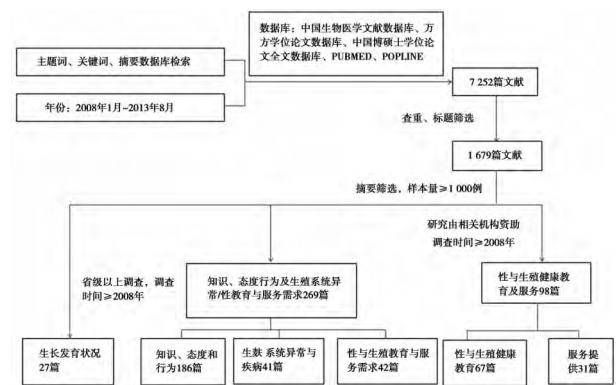 数据库：中国生物医学文献数据库、万
方学位论文数据库、中国博硕士学位论
文全文数据库、PUBMED、POPLINE
主题词、关键词、摘要数据库检索
年份：2008年1月~2013年8月
7 252篇文献
查重、标题筛选
1 679篇文献
摘要筛选，样本量≥1 000例
研究由相关机构资助
调查时间≥2008年
省级以上调查，调查
时间≥2008年
知识、态度行为及生殖系统异
常/性教育与服务需求269篇
性与生殖健康教
育及服务98篇
生长发育状况
27篇
知识、态度和
行为186篇
生麸 系统异常与
疾病41篇
性与生殖教育与服
务需求42篇
性与生殖健康
教育67篇
服务提
供31篇